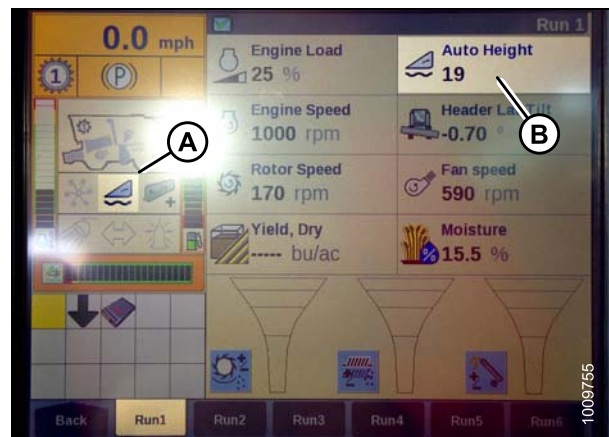 0.0 mph
Run 1
1
(P)
Engine Load
25 %
Auto Height
19
Engine Speed
1000 rpm
Header Lat Tilt
-0.70 °
A
B
Rotor Speed
170 rpm
Fan speed
590 rpm
Yield, Dry
----- bu/ac
Moisture
15.5 %
Back
Run1
Run2
Run3
Run4
Run5
Run6
1009755